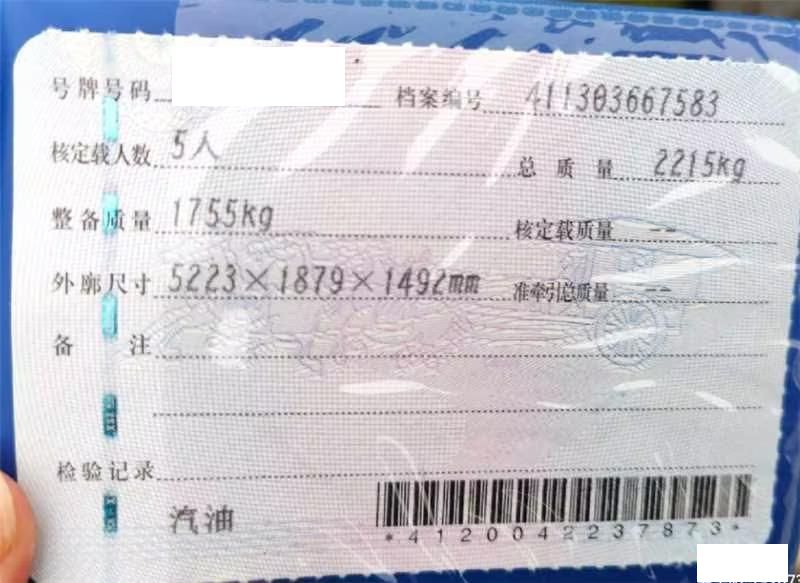 号牌号码 档案编号 411303667583
核定载人数 5人 总质量 2215kg
整备质量 1755kg 核定载质量 --
外廓尺寸 5223×1879×1492mm 准牵引总质量 --
备注
检验记录
汽油
*4120042237873*